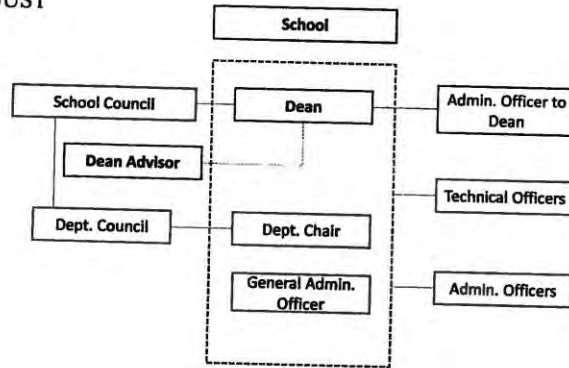 School
School Council
Dean
Admin. Officer to
Dean
Dean Advisor
Technical Officers
Dept. Council
Dept. Chair
General Admin.
Officer
Admin. Officers